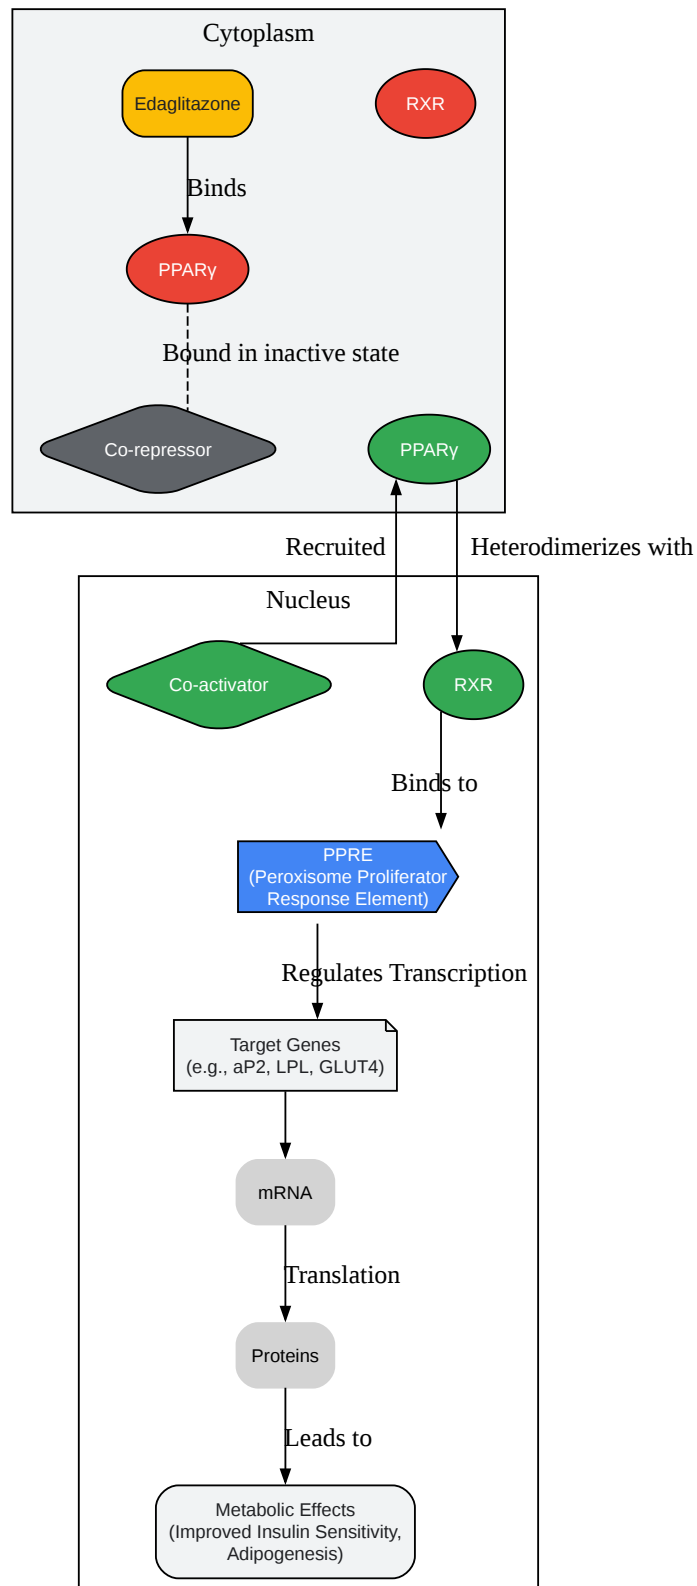 Cytoplasm
Edaglitazone
RXR
Binds
PPARγ
Bound in inactive state
Co-repressor
PPARγ
Recruited
Heterodimerizes with
Nucleus
Co-activator
RXR
Binds to
PPRE
(Peroxisome Proliferator
Response Element)
Regulates Transcription
Target Genes
(e.g., aP2, LPL, GLUT4)
mRNA
Translation
Proteins
Leads to
Metabolic Effects
(Improved Insulin Sensitivity,
Adipogenesis)